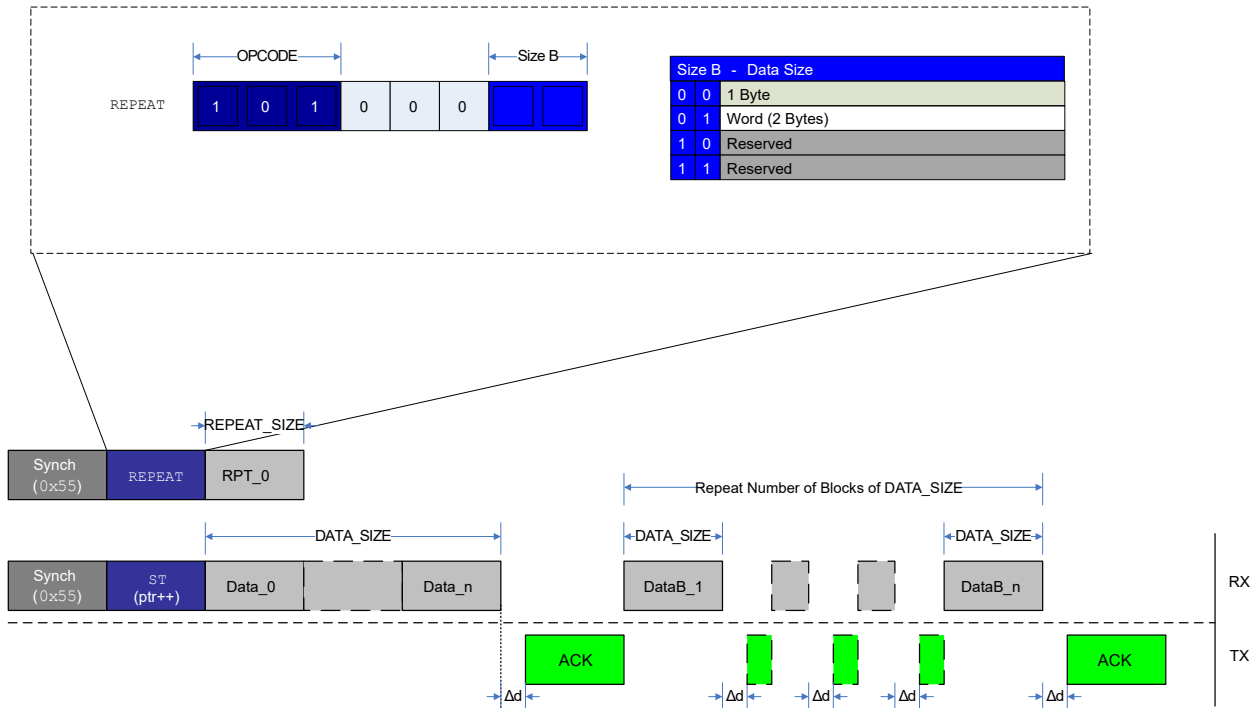 OPCODE
Size B
REPEAT
1 0 1 0 0 0
Size B - Data Size
0 0 1 Byte
0 1 Word (2 Bytes)
1 0 Reserved
1 1 Reserved
REPEAT_SIZE
Synch
(0x55)
REPEAT
RPT_0
Repeat Number of Blocks of DATA_SIZE
DATA_SIZE
DATA_SIZE
DATA_SIZE
Synch
(0x55)
ST
(ptr++)
Data_0
Data_n
DataB_1
DataB_n
RX
ACK
ACK
TX
Δd
Δd
Δd
Δd
Δd